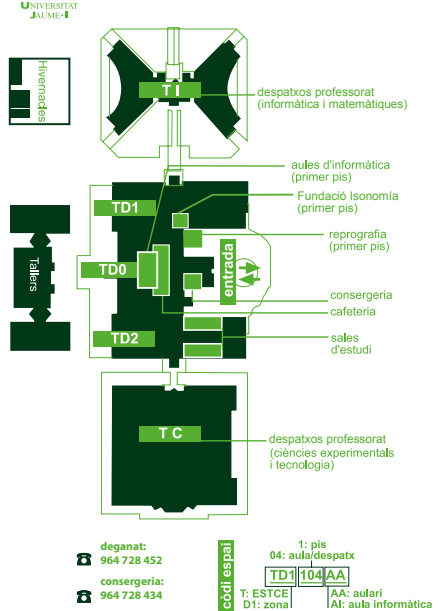 UNIVERSITAT
JAUME·I
Hivernacles
T I
despatxos professorat
(informàtica i matemàtiques)
aules d'informàtica
(primer pis)
Fundació Isonomía
(primer pis)
TD1
reprografia
(primer pis)
entrada
Tallers
TD0
consergeria
cafeteria
TD2
sales
d'estudi
T C
despatxos professorat
(ciències experimentals
i tecnologia)
deganat:
964 728 452
consergeria:
964 728 434
còdi espai
1: pis
04: aula/despatx
TD1 104 AA
T: ESTCE
D1: zona
AA: aulari
AI: aula informàtica